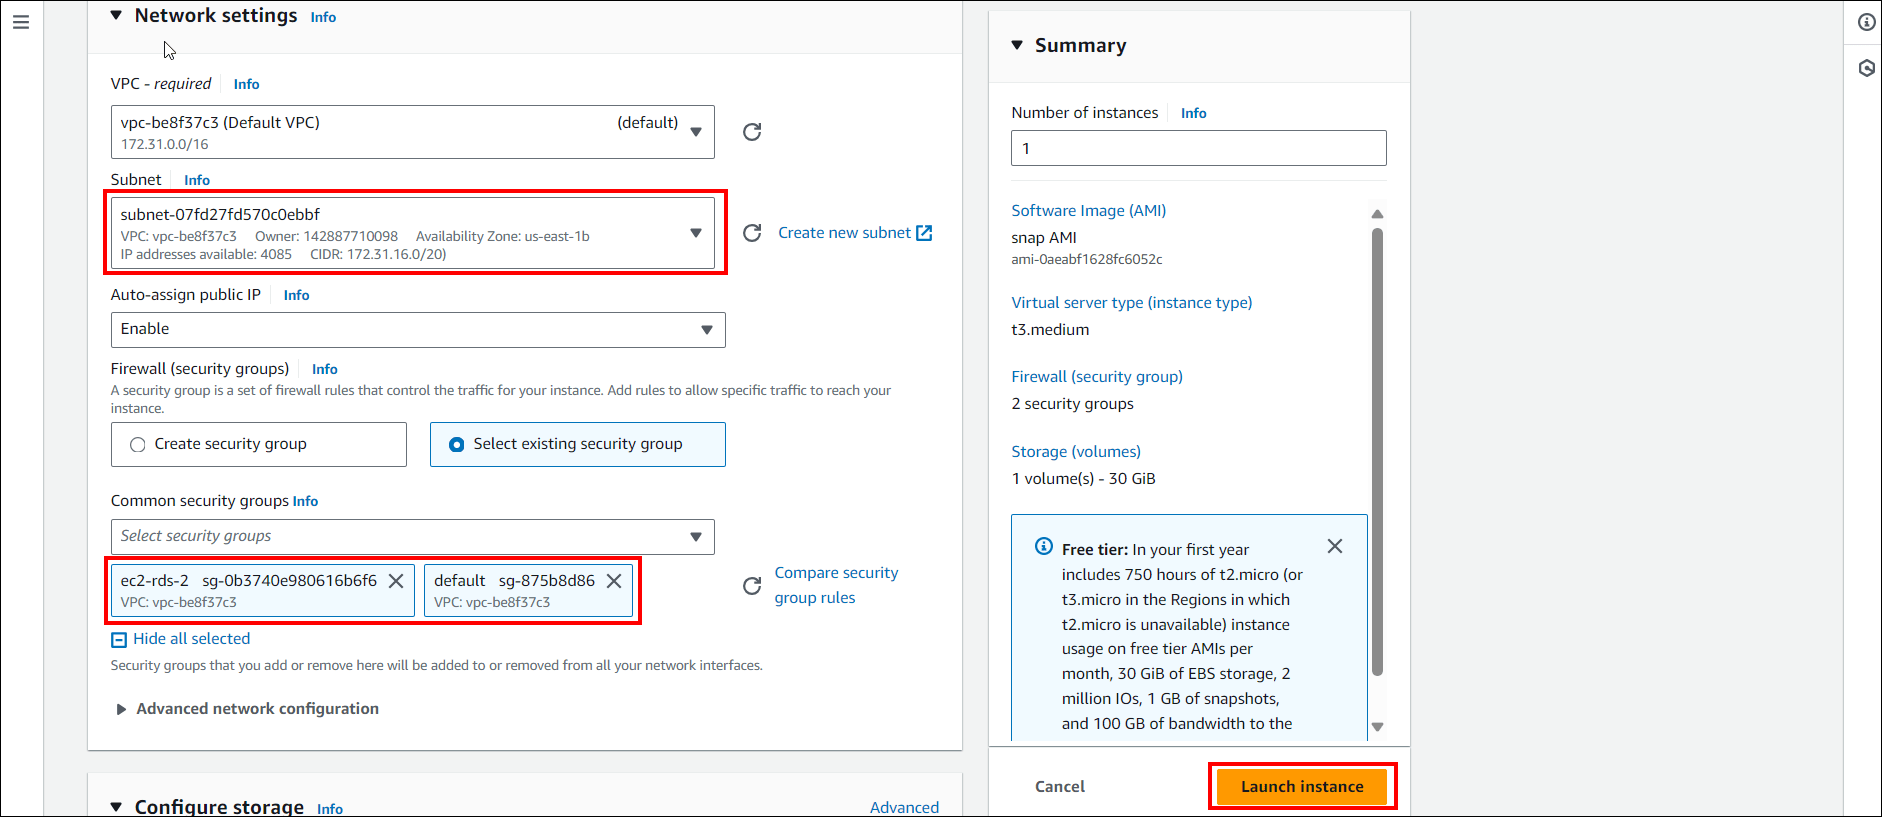 Network settings Info
VPC - required Info
vpc-be8f37c3 (Default VPC) (default)
172.31.0.0/16
Subnet Info
subnet-07fd27fd570c0ebbf
VPC: vpc-be8f37c3 Owner: 142887710098 Availability Zone: us-east-1b
IP addresses available: 4085 CIDR: 172.31.16.0/20)
Create new subnet
Auto-assign public IP Info
Enable
Firewall (security groups) Info
A security group is a set of firewall rules that control the traffic for your instance. Add rules to allow specific traffic to reach your
instance.
Create security group
Select existing security group
Common security groups Info
Select security groups
ec2-rds-2 sg-0b3740e980616b6f6
VPC: vpc-be8f37c3
default sg-875b8d86
VPC: vpc-be8f37c3
Compare security
group rules
Hide all selected
Security groups that you add or remove here will be added to or removed from all your network interfaces.
Advanced network configuration
Configure storage Info
Advanced
Summary
Number of instances Info
1
Software Image (AMI)
snap AMI
ami-0aeabf1628fc6052c
Virtual server type (instance type)
t3.medium
Firewall (security group)
2 security groups
Storage (volumes)
1 volume(s) - 30 GiB
Free tier: In your first year
includes 750 hours of t2.micro (or
t3.micro in the Regions in which
t2.micro is unavailable) instance
usage on free tier AMIs per
month, 30 GiB of EBS storage, 2
million IOs, 1 GB of snapshots,
and 100 GB of bandwidth to the
Cancel
Launch instance